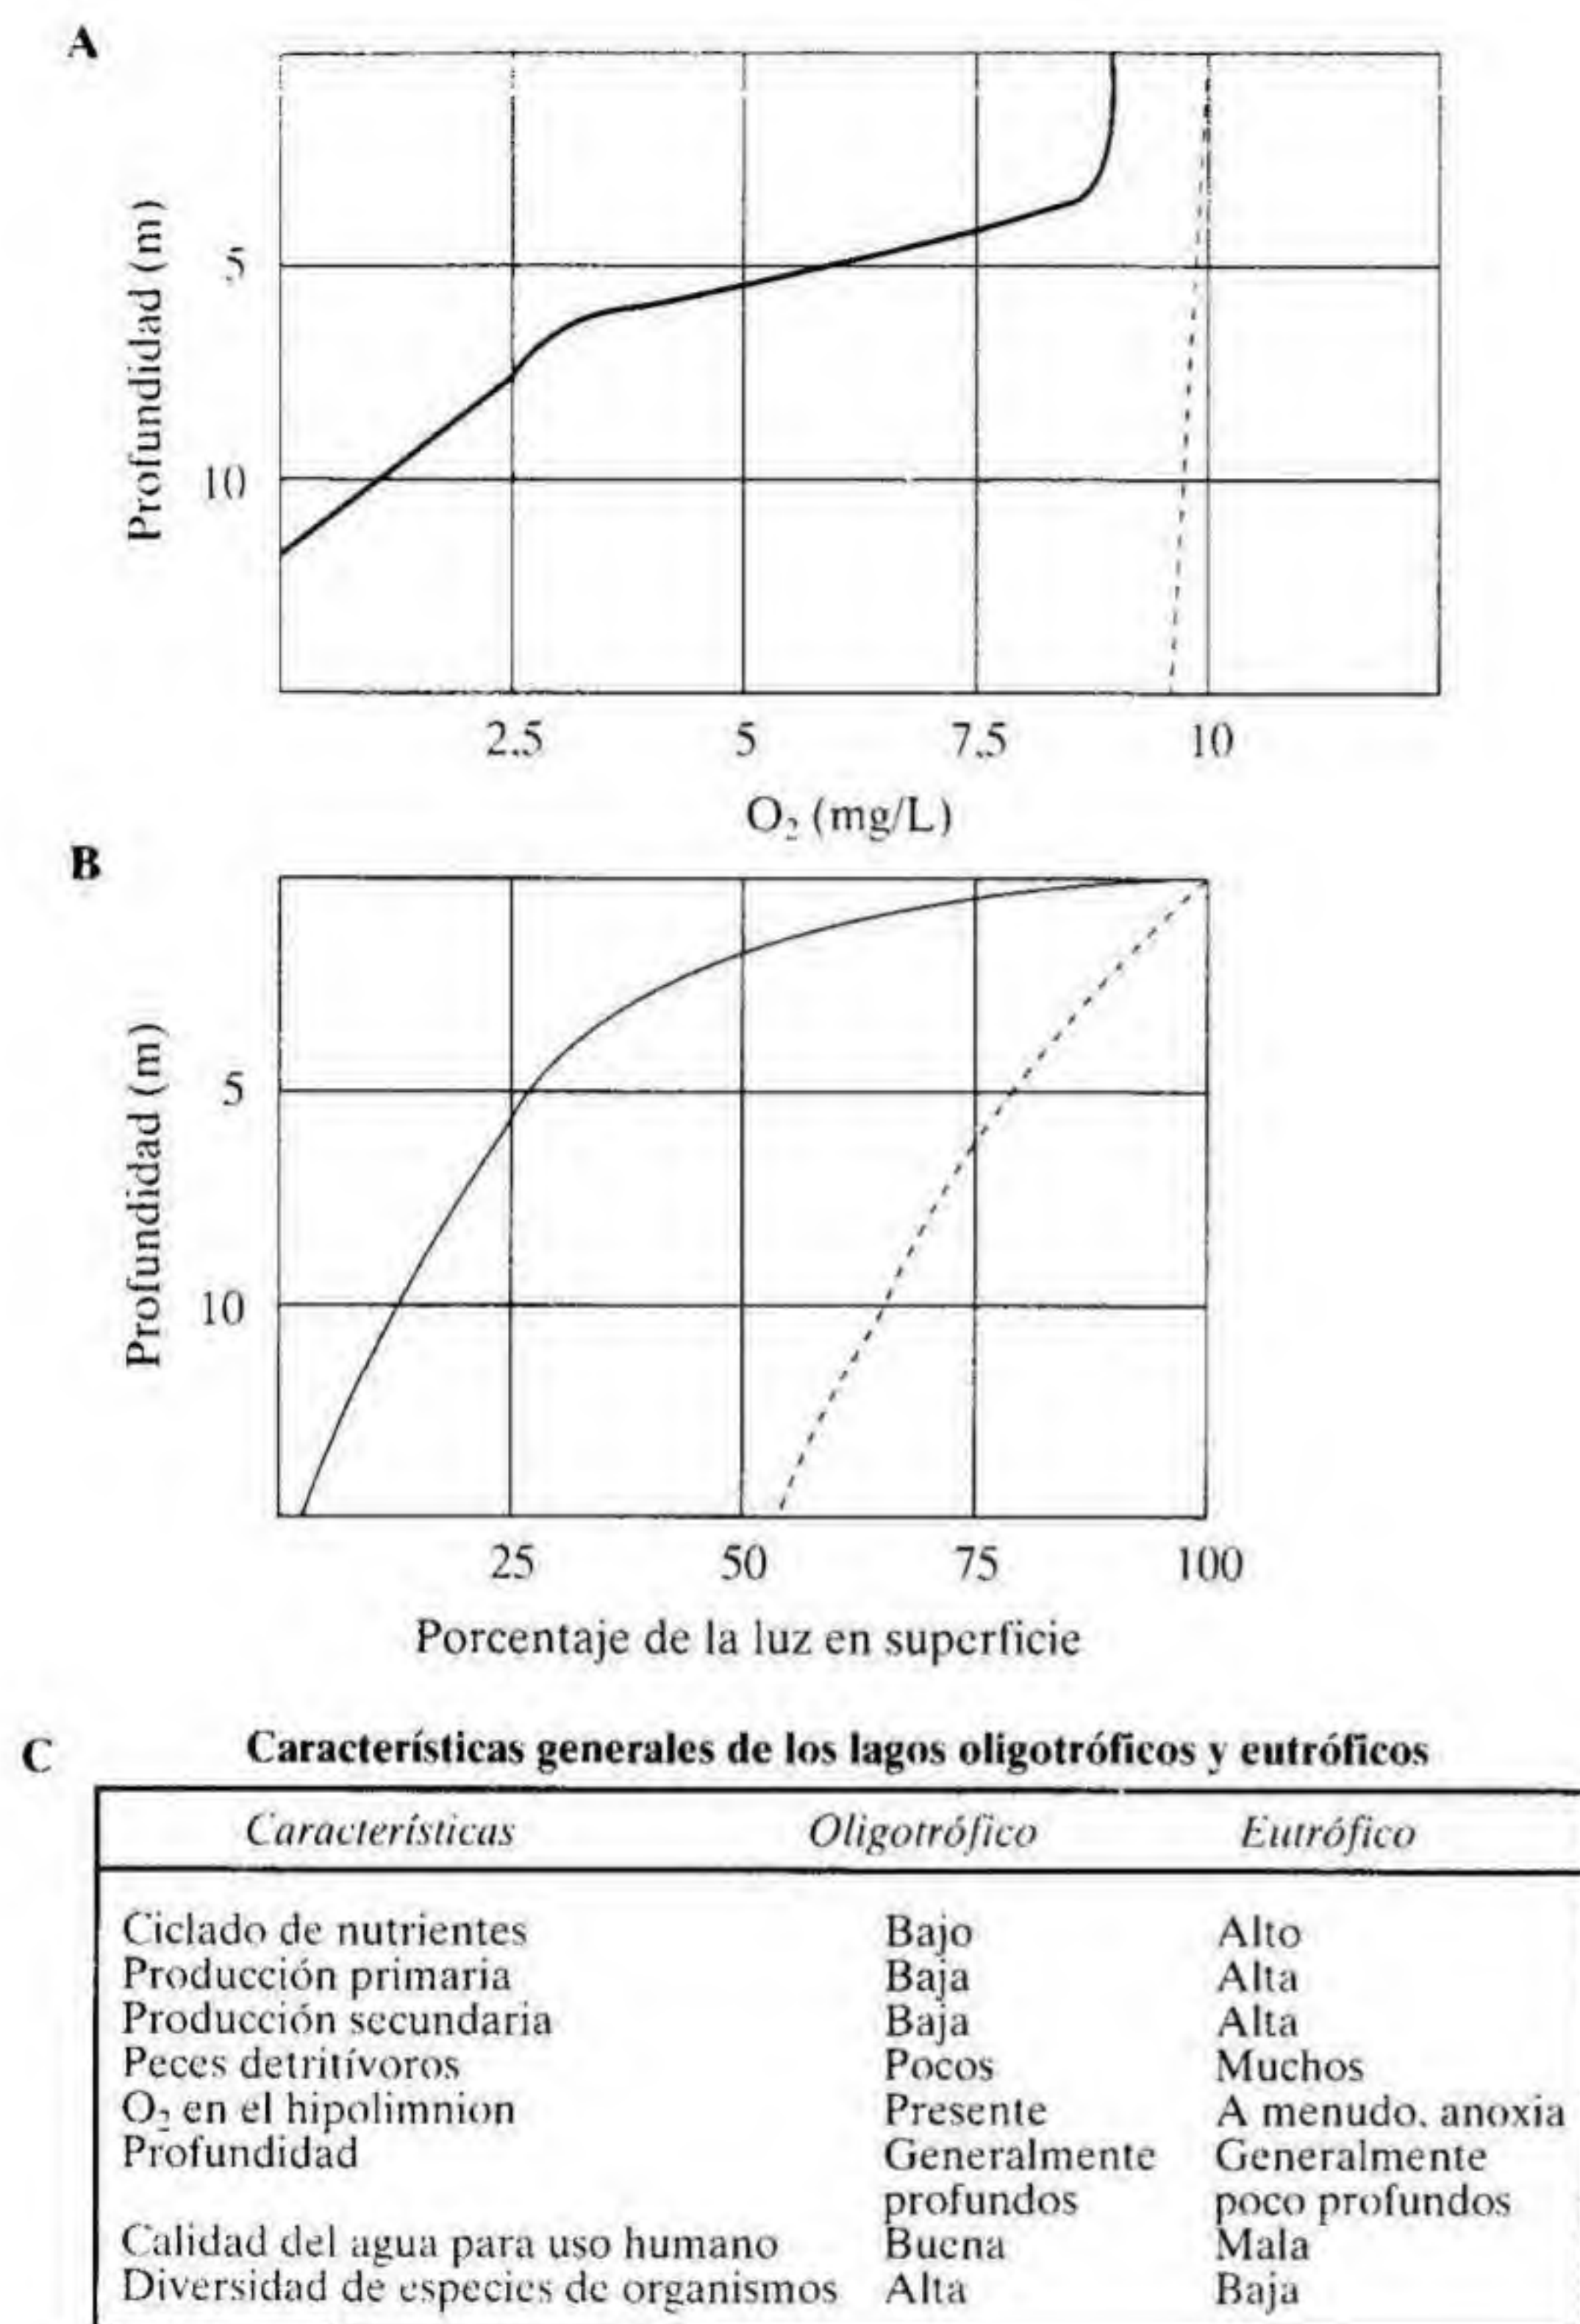 A
Profundidad (m)
5
10
2.5 5 7.5 10
O₂ (mg/L)
B
Profundidad (m)
5
10
25 50 75 100
Porcentaje de la luz en superficie
C Características generales de los lagos oligotróficos y eutróficos
Características Oligotrófico Eutrófico
Ciclado de nutrientes Bajo Alto
Producción primaria Baja Alta
Producción secundaria Baja Alta
Peces detritívoros Pocos Muchos
O₂ en el hipolimnion Presente A menudo, anoxia
Profundidad Generalmente Generalmente
profundos poco profundos
Calidad del agua para uso humano Buena Mala
Diversidad de especies de organismos Alta Baja